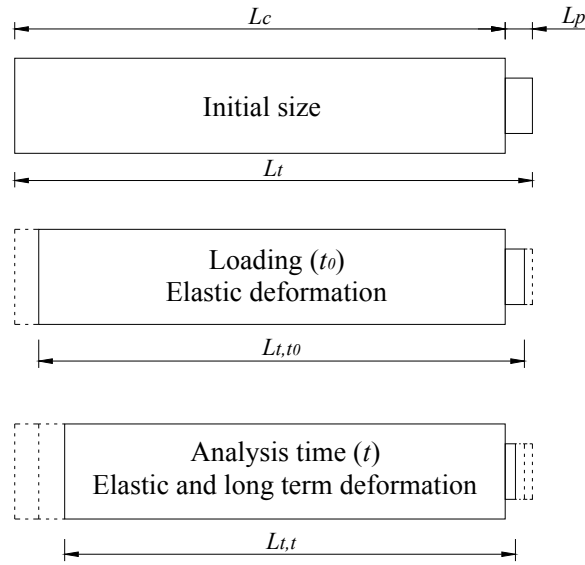 Lc
Lp
Initial size
Lt
Loading (t0)
Elastic deformation
Lt,t0
Analysis time (t)
Elastic and long term deformation
Lt,t